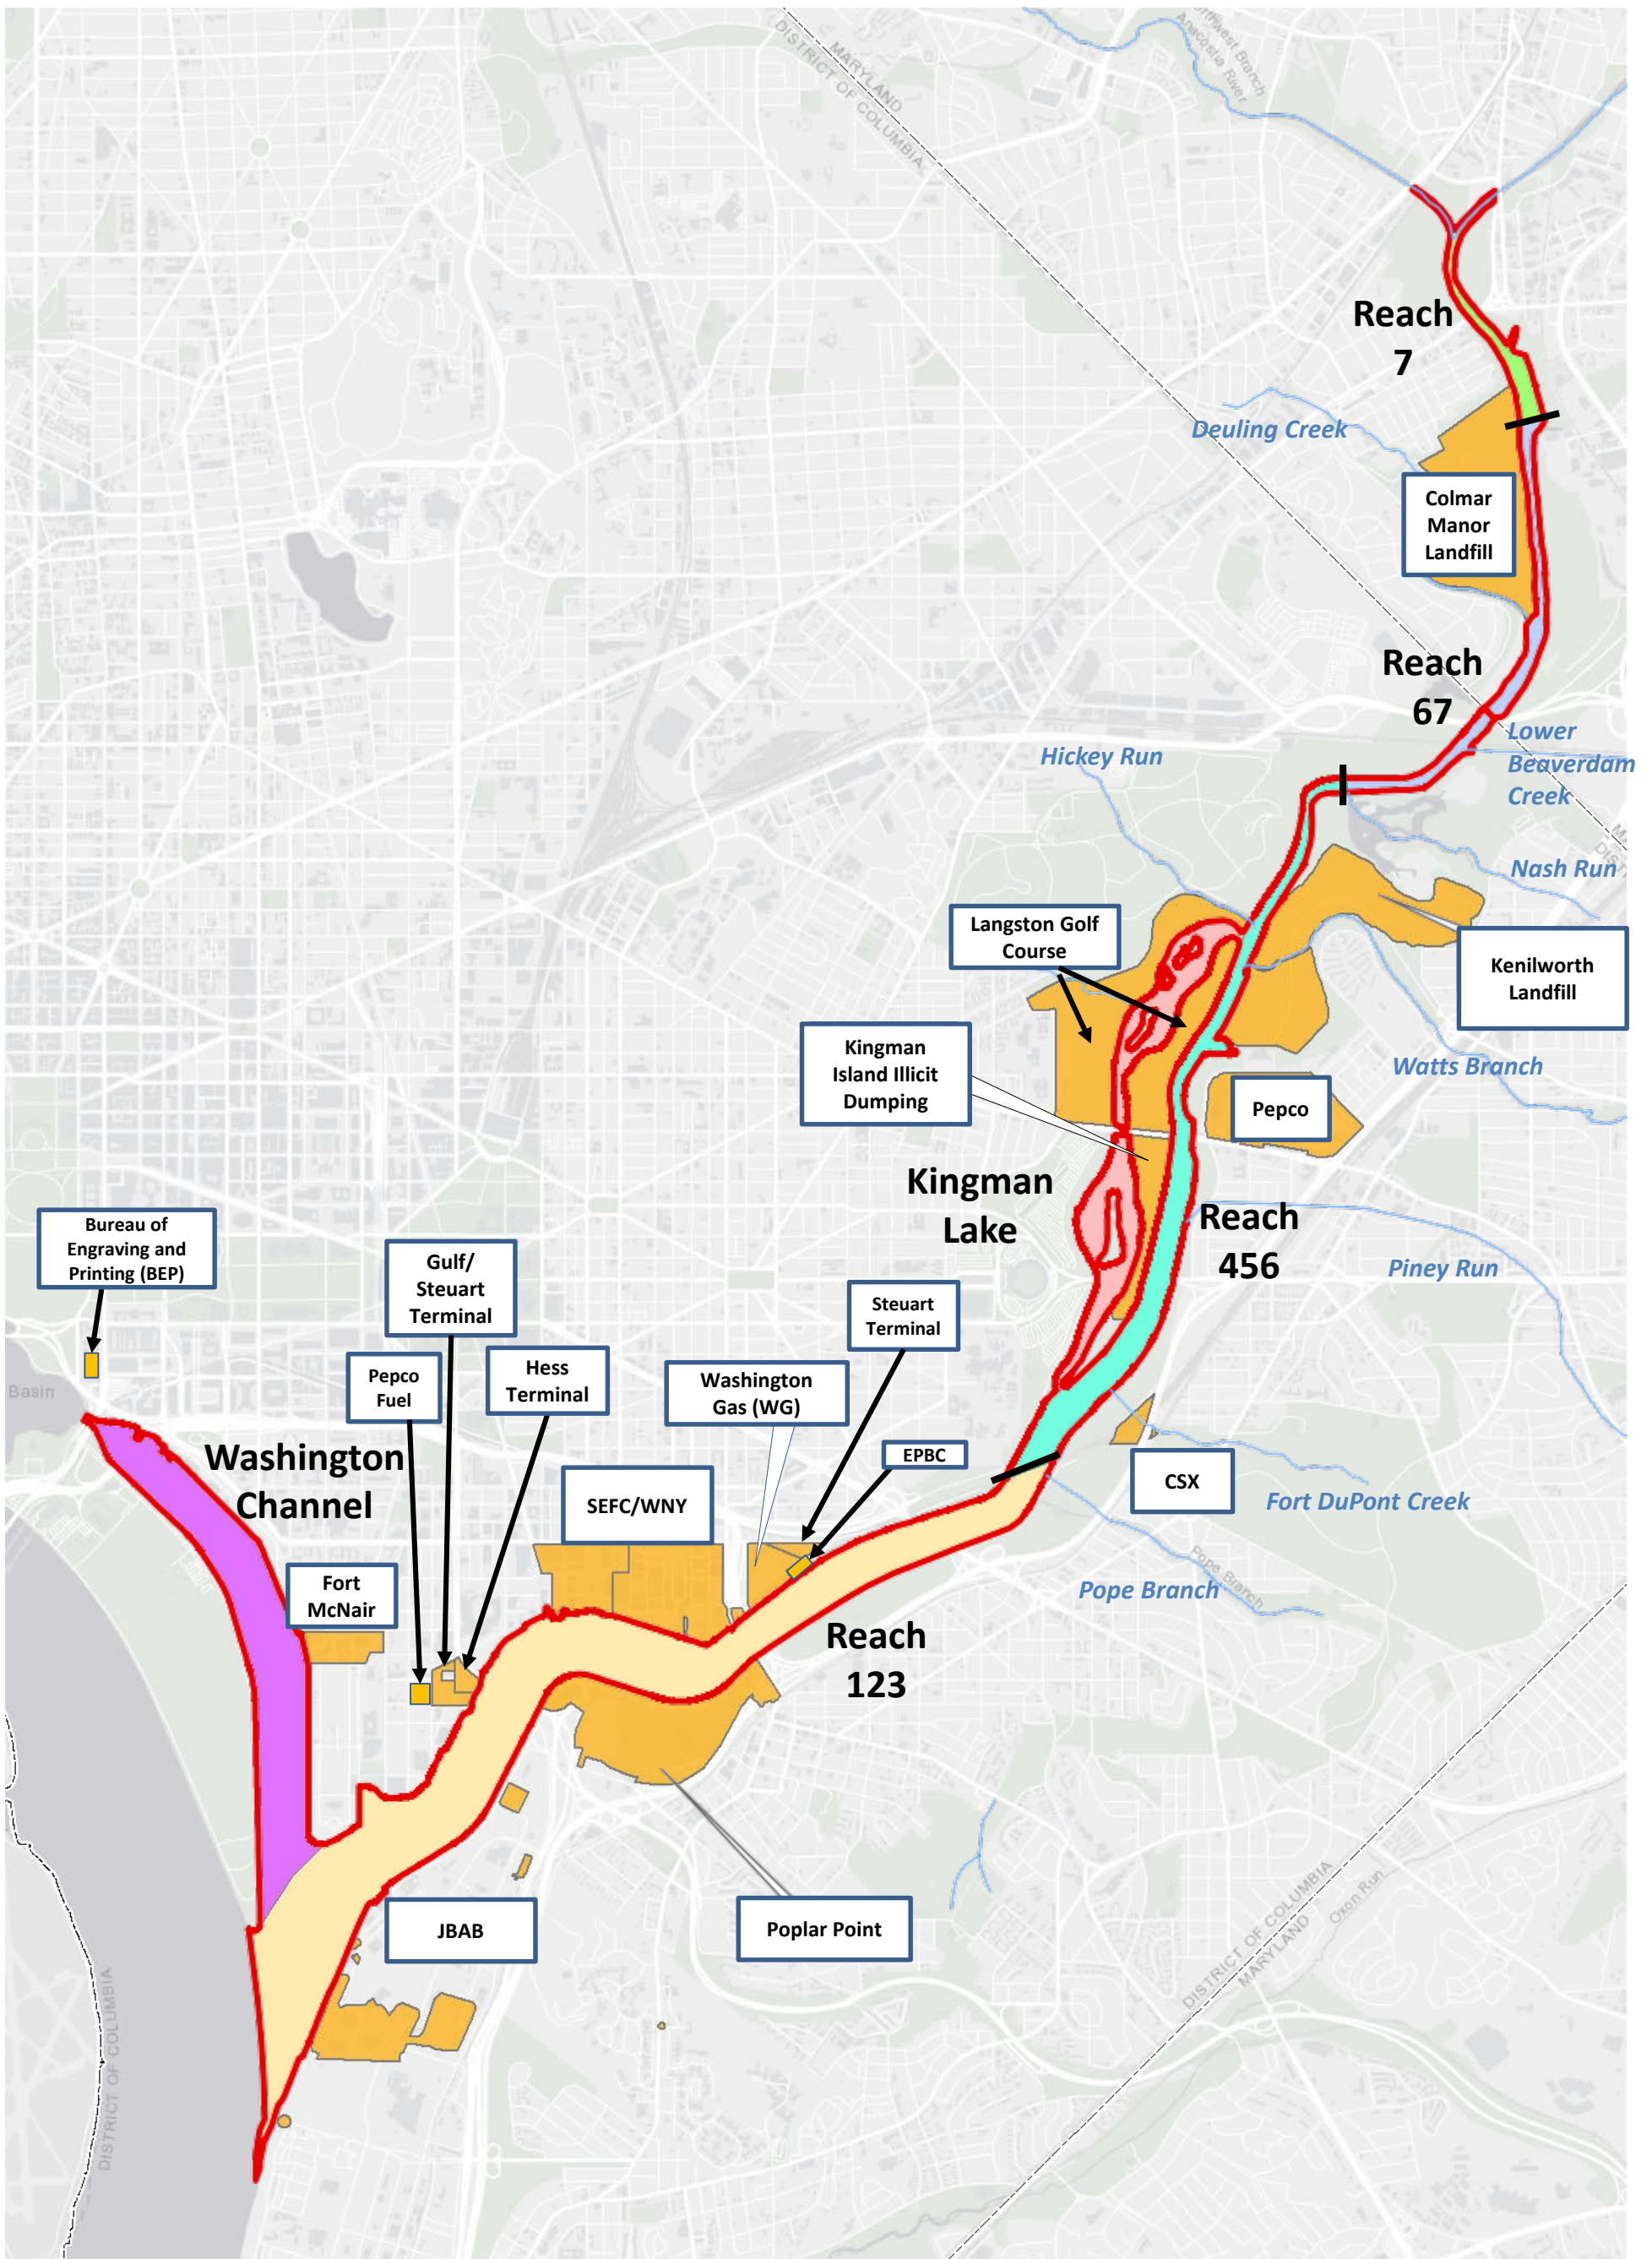 Northwest Branch
Anacostia River
MARYLAND
DISTRICT OF COLUMBIA
Reach
7
Deuling Creek
Colmar
Manor
Landfill
Reach
67
Lower
Beaverdam
Creek
Hickey Run
Nash Run
Langston Golf
Course
Kenilworth
Landfill
Kingman
Island Illicit
Dumping
Watts Branch
Pepco
Kingman
Lake
Reach
456
Piney Run
Bureau of
Engraving and
Printing (BEP)
Gulf/
Steuart
Terminal
Steuart
Terminal
Basin
Pepco
Fuel
Hess
Terminal
Washington
Gas (WG)
Washington
Channel
EPBC
CSX
SEFC/WNY
Fort DuPont Creek
Fort
McNair
Pope Branch
Pope Branch
Reach
123
JBAB
Poplar Point
DISTRICT OF COLUMBIA
MARYLAND
Oxon Run
DISTRICT OF COLUMBIA